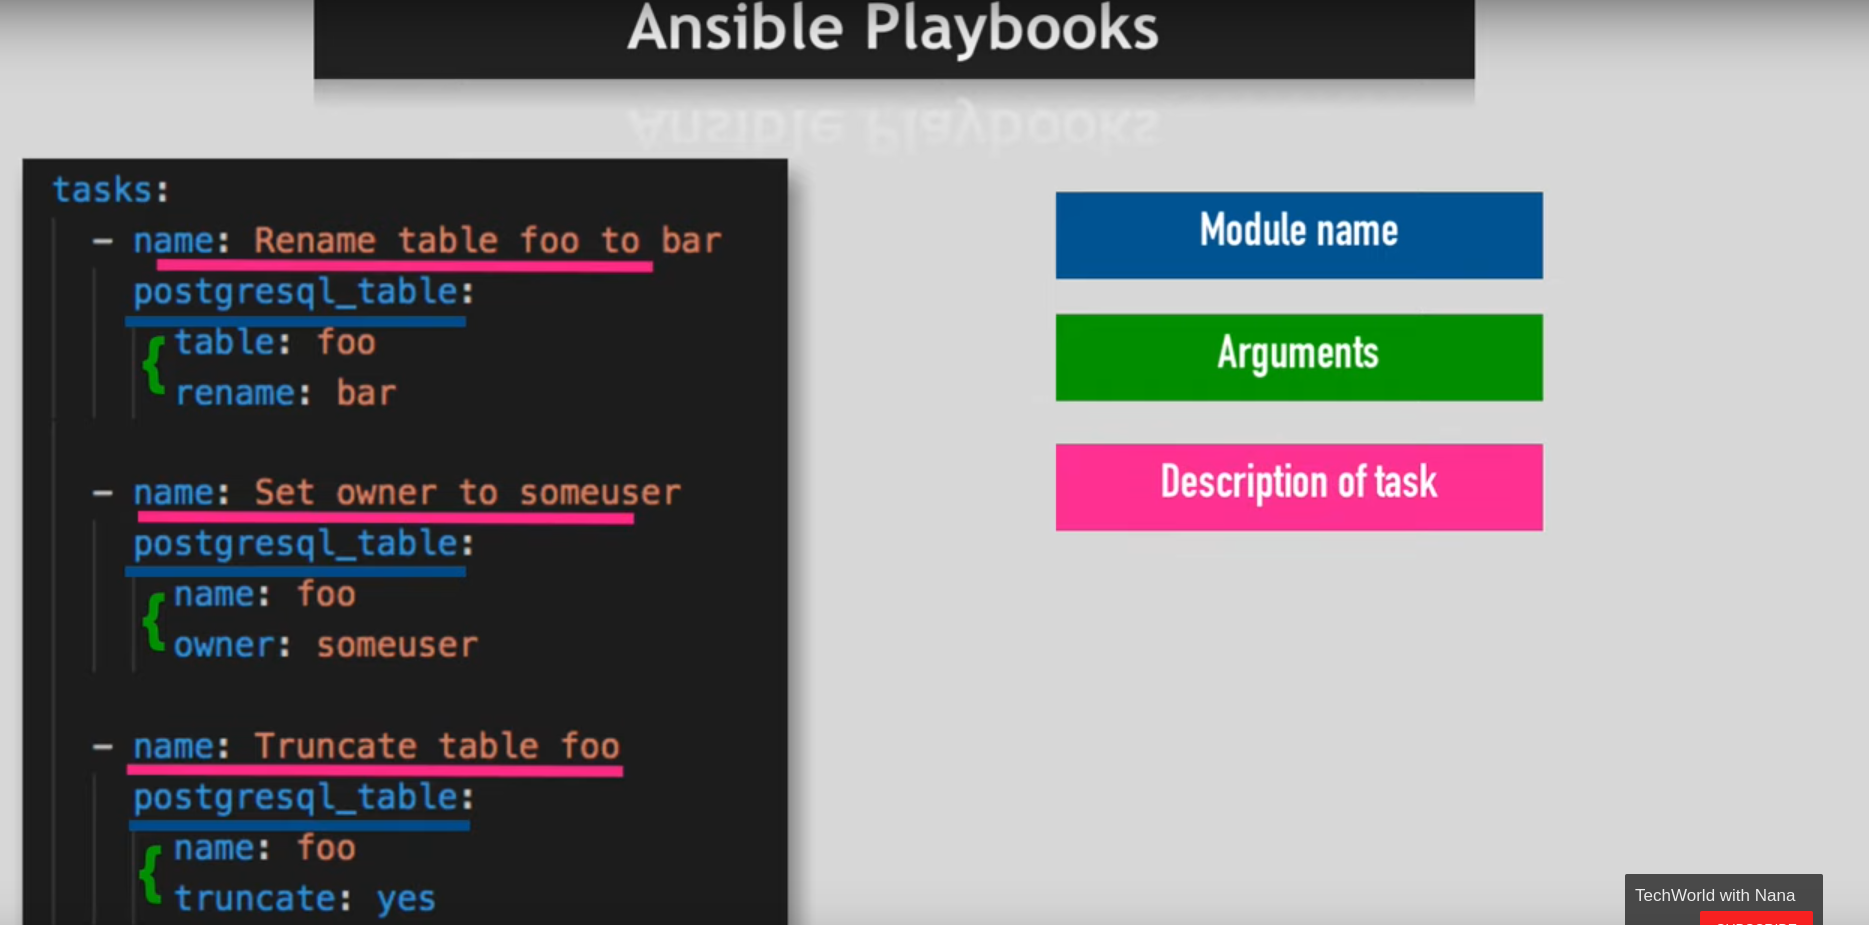 Ansible Playbooks
tasks:
– name: Rename table foo to bar
postgresql_table:
{ table: foo
rename: bar
– name: Set owner to someuser
postgresql_table:
{ name: foo
owner: someuser
– name: Truncate table foo
postgresql_table:
{ name: foo
truncate: yes
Module name
Arguments
Description of task
TechWorld with Nana